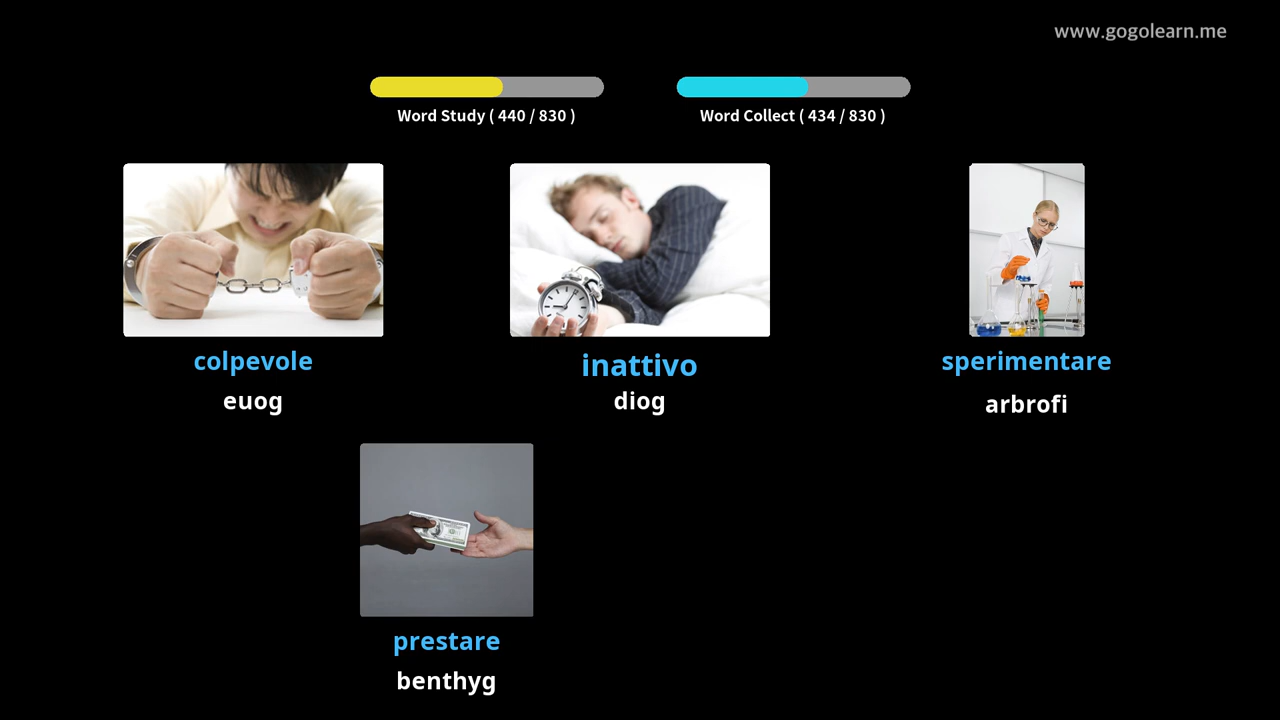 www.gogolearn.me
Word Study ( 440 / 830 )
Word Collect ( 434 / 830 )
colpevole
euog
inattivo
diog
sperimentare
arbrofi
prestare
benthyg